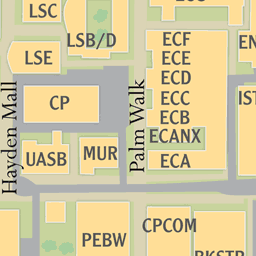 LSC
LSB/D
LSE
ECF
ECE
ECD
ECC
ECB
ECANX
ECA
CP
UASB
MUR
Hayden Mall
Palm Walk
PEBW
CPCOM